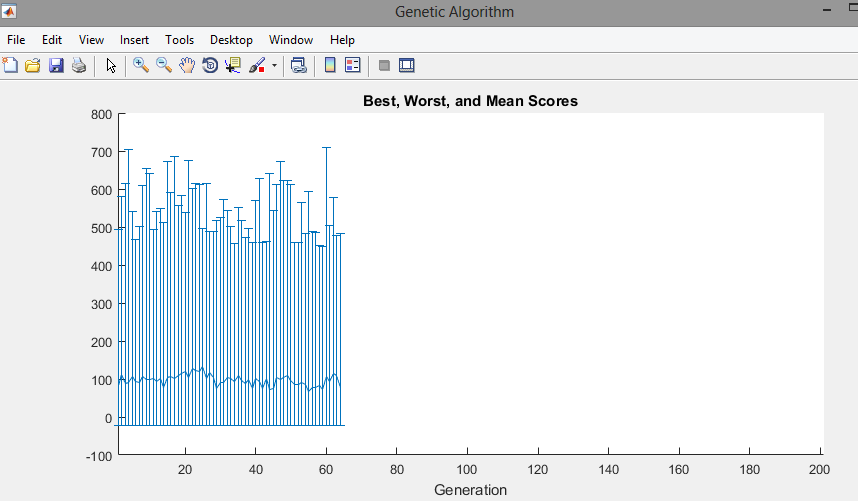 Genetic Algorithm
File Edit View Insert Tools Desktop Window Help
Best, Worst, and Mean Scores
800
700
600
500
400
300
200
100
0
-100
20 40 60 80 100 120 140 160 180 200
Generation